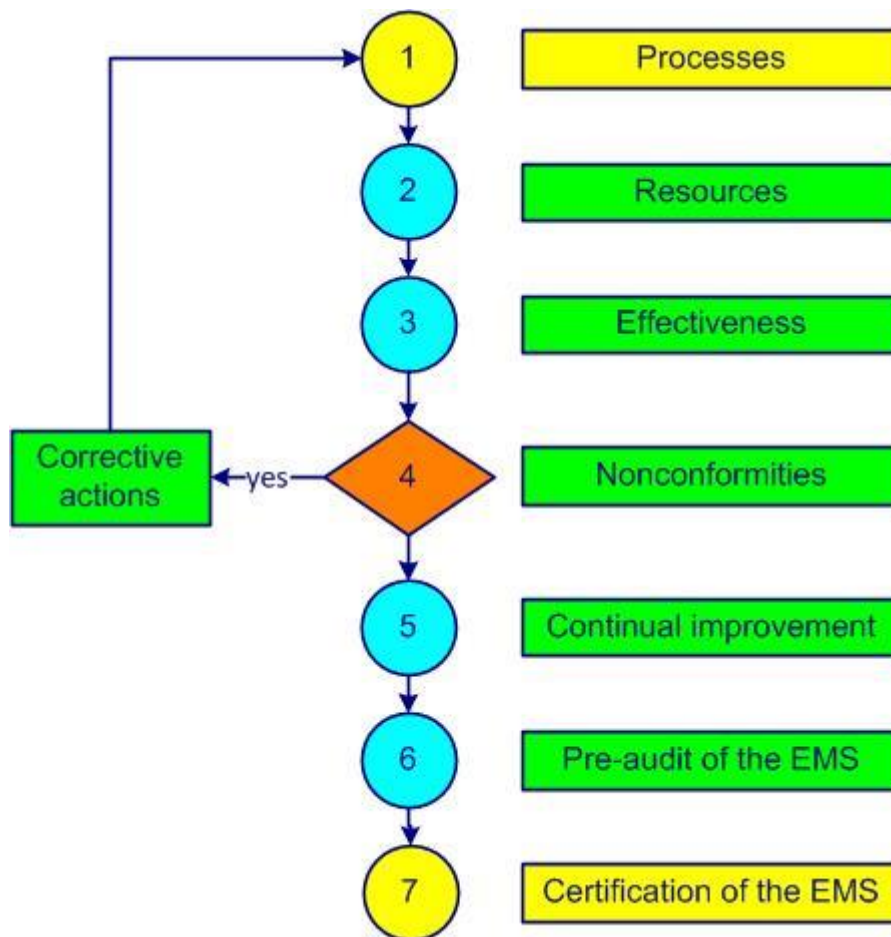 1
Processes
2
Resources
3
Effectiveness
Corrective
actions
yes
4
Nonconformities
5
Continual improvement
6
Pre-audit of the EMS
7
Certification of the EMS